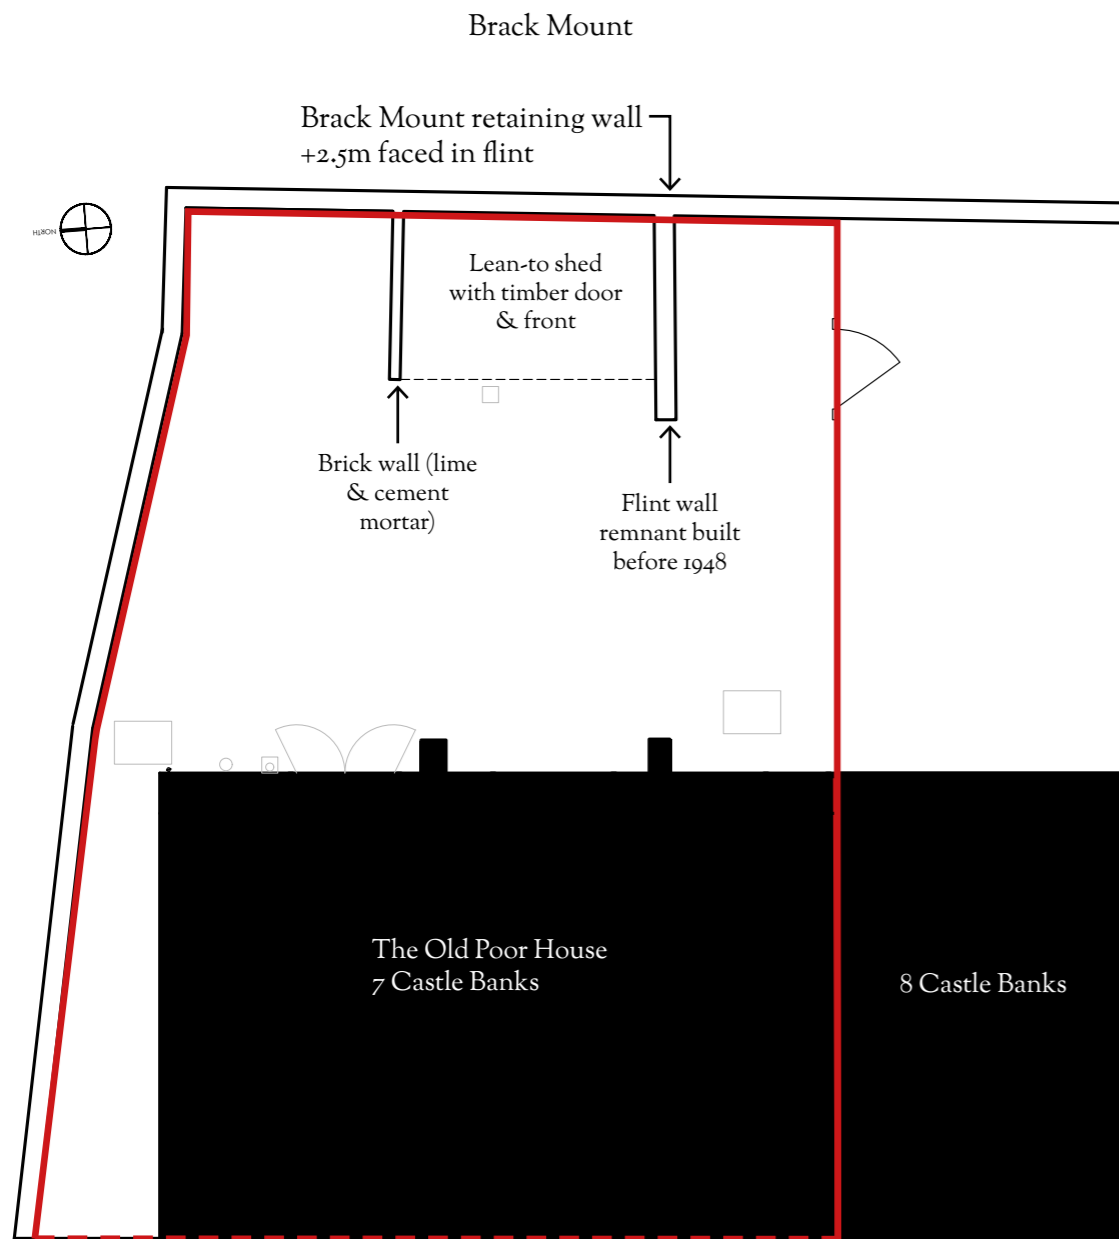 Brack Mount
Brack Mount retaining wall
+2.5m faced in flint
NORTH
Lean-to shed
with timber door
& front
Brick wall (lime
& cement
mortar)
Flint wall
remnant built
before 1948
The Old Poor House
7 Castle Banks
8 Castle Banks